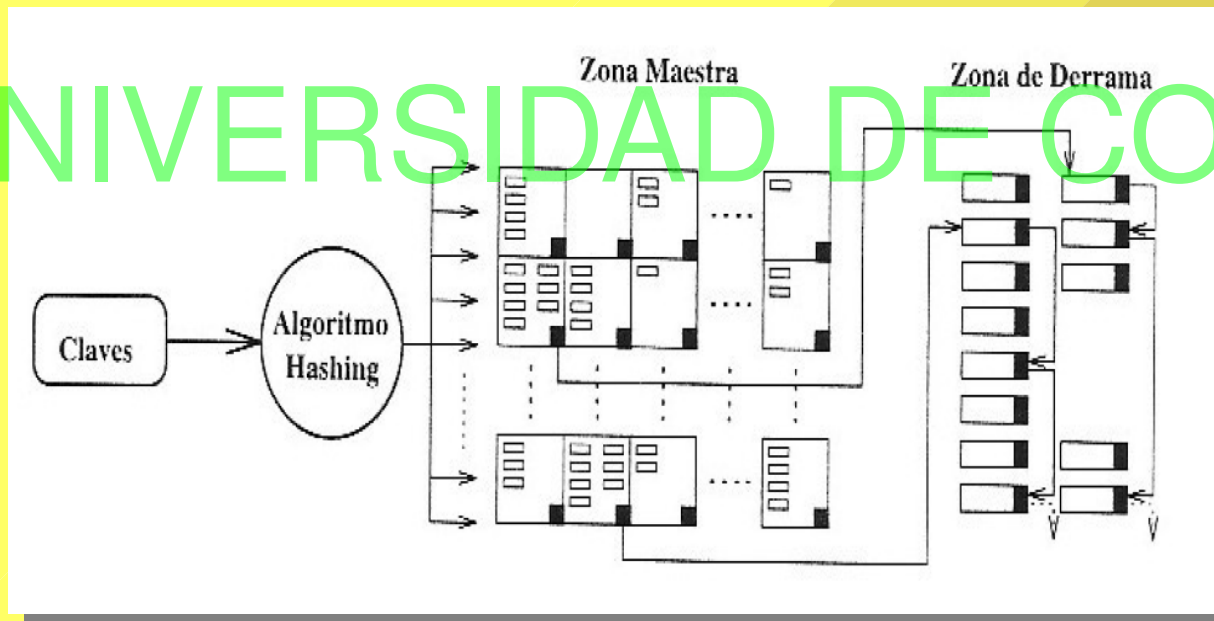 Zona Maestra
Zona de Derrama
NIVERSIDAD DE CO
Claves
Algoritmo
Hashing